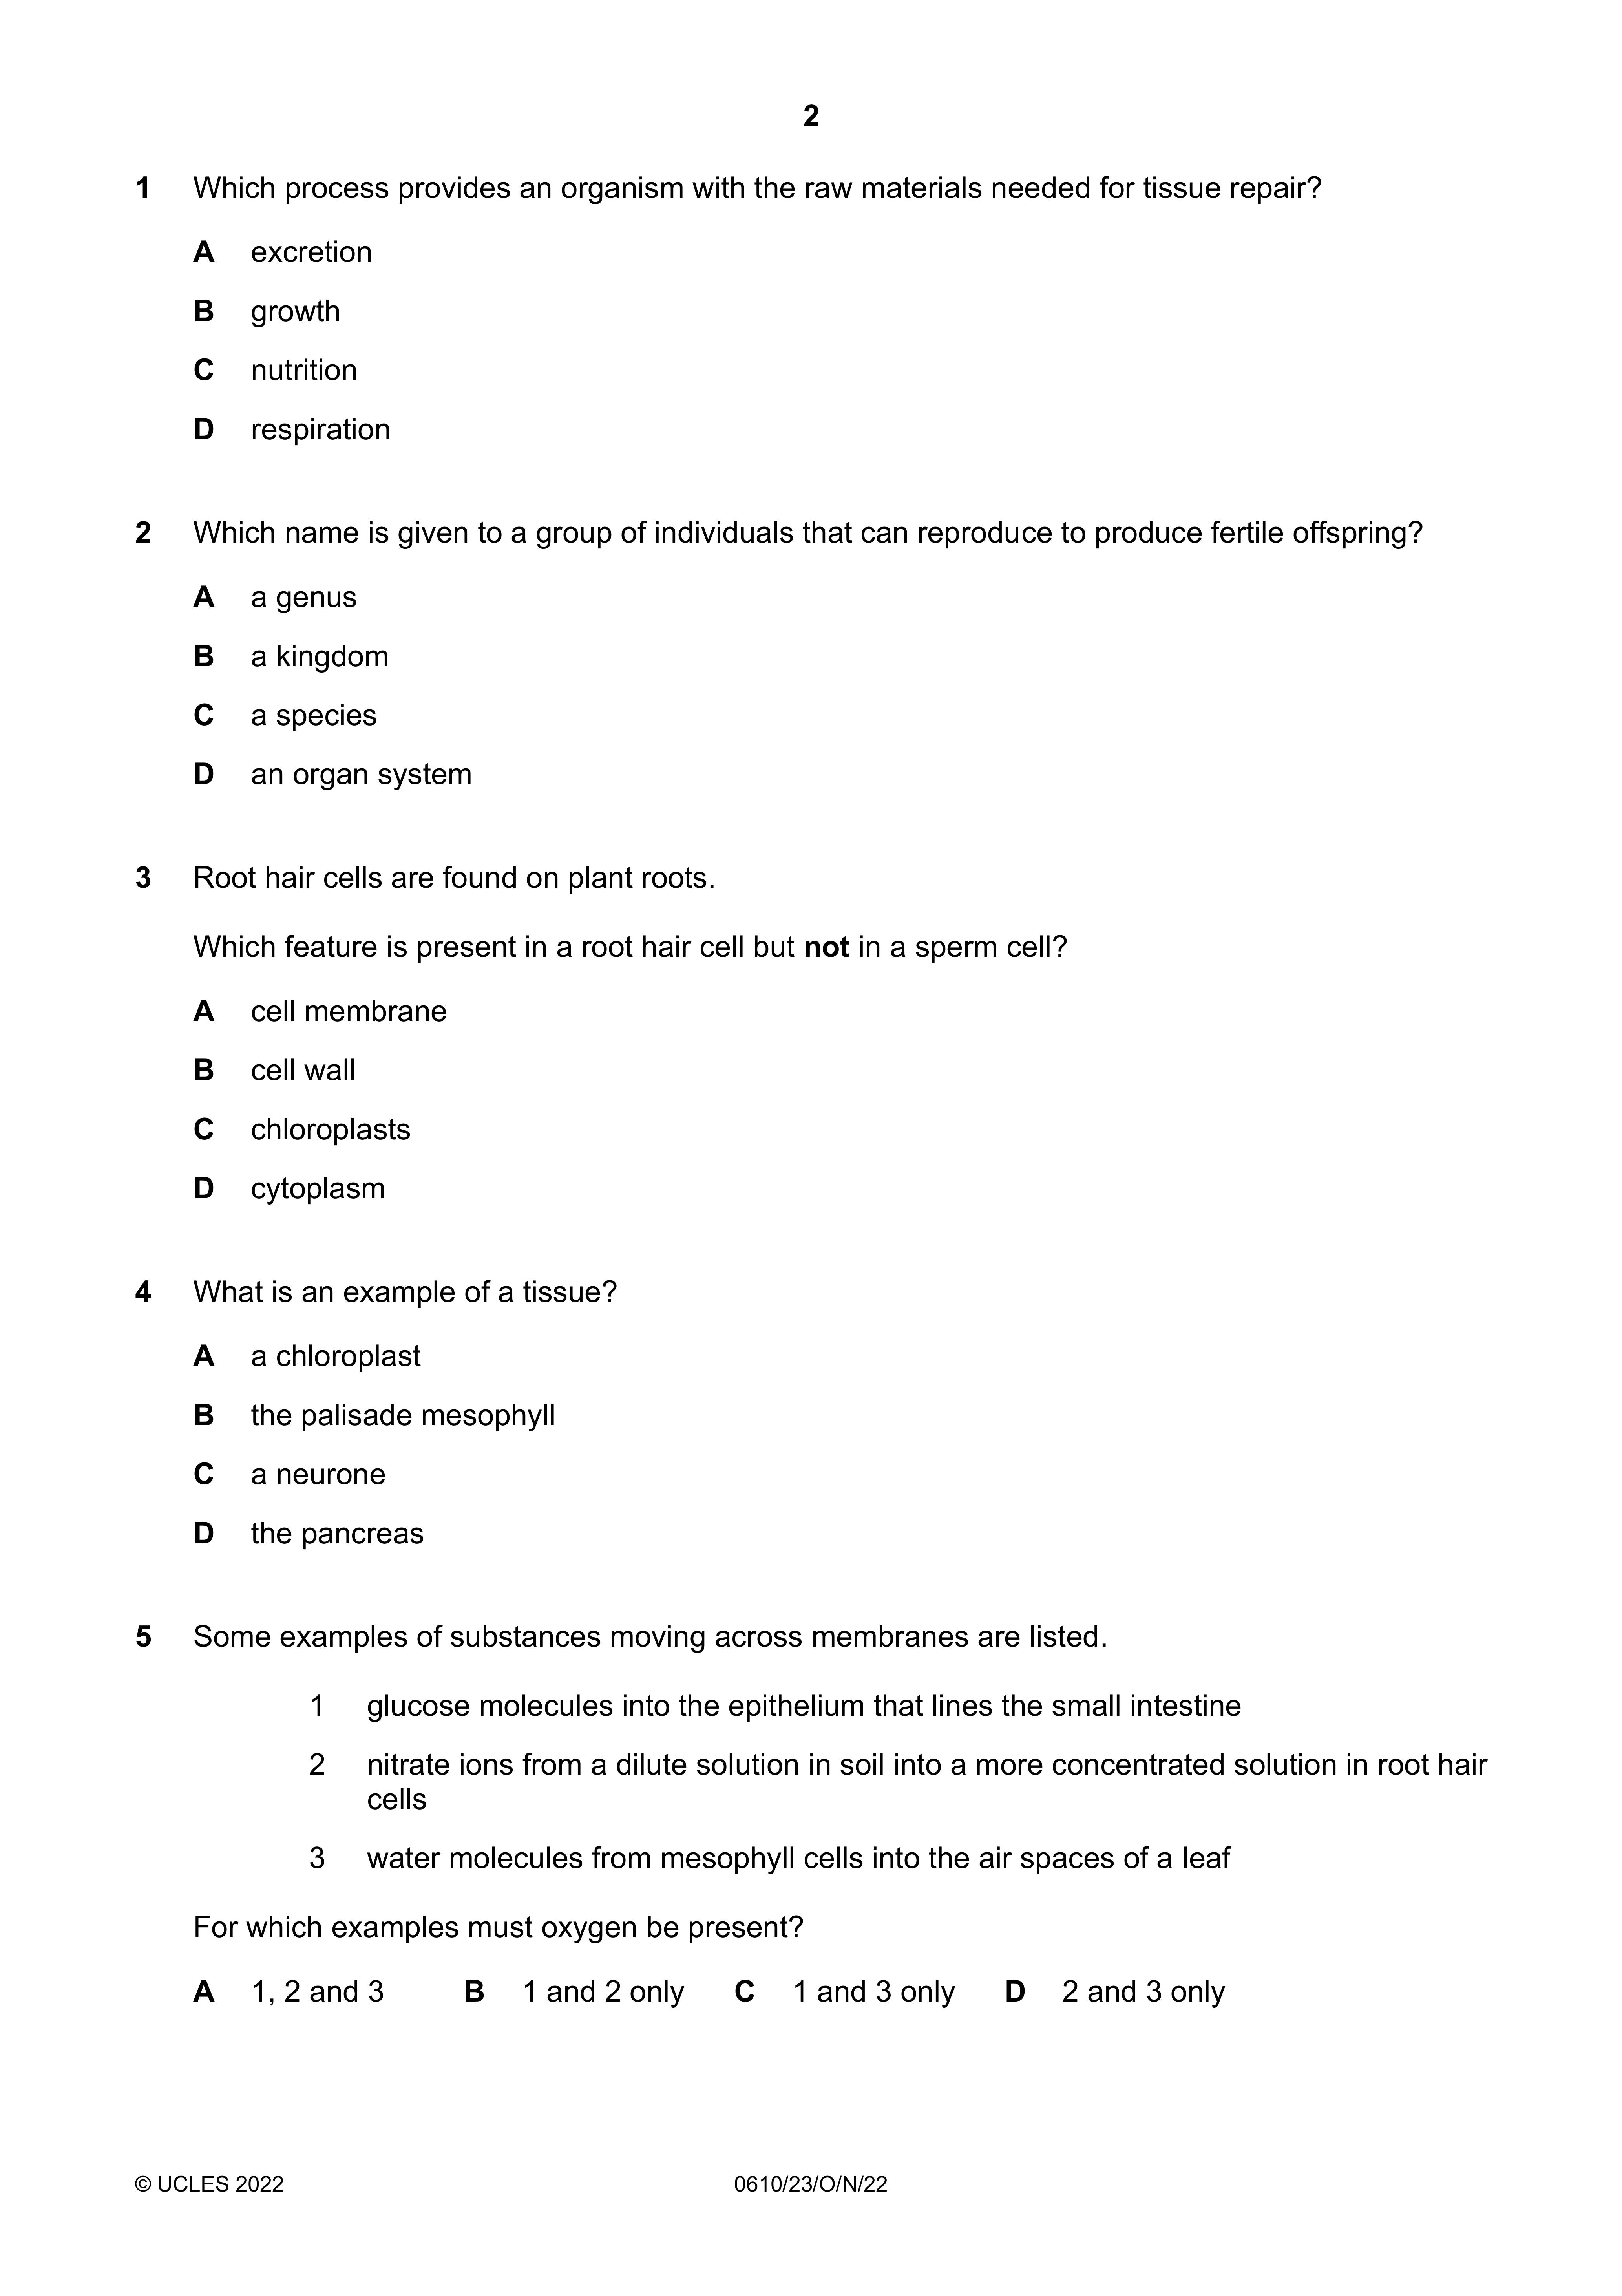 2
1 Which process provides an organism with the raw materials needed for tissue repair?
A excretion
B growth
C nutrition
D respiration
2 Which name is given to a group of individuals that can reproduce to produce fertile offspring?
A a genus
B a kingdom
C a species
D an organ system
3 Root hair cells are found on plant roots.
Which feature is present in a root hair cell but not in a sperm cell?
A cell membrane
B cell wall
C chloroplasts
D cytoplasm
4 What is an example of a tissue?
A a chloroplast
B the palisade mesophyll
C a neurone
D the pancreas
5 Some examples of substances moving across membranes are listed.
1 glucose molecules into the epithelium that lines the small intestine
2 nitrate ions from a dilute solution in soil into a more concentrated solution in root hair
cells
3 water molecules from mesophyll cells into the air spaces of a leaf
For which examples must oxygen be present?
A 1, 2 and 3 B 1 and 2 only C 1 and 3 only D 2 and 3 only
© UCLES 2022 0610/23/O/N/22